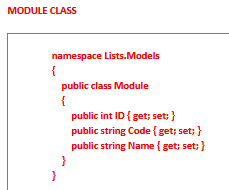 MODULE CLASS
namespace Lists.Models
{
public class Module
{
public int ID { get; set; }
public string Code { get; set; }
public string Name { get; set; }
}
}